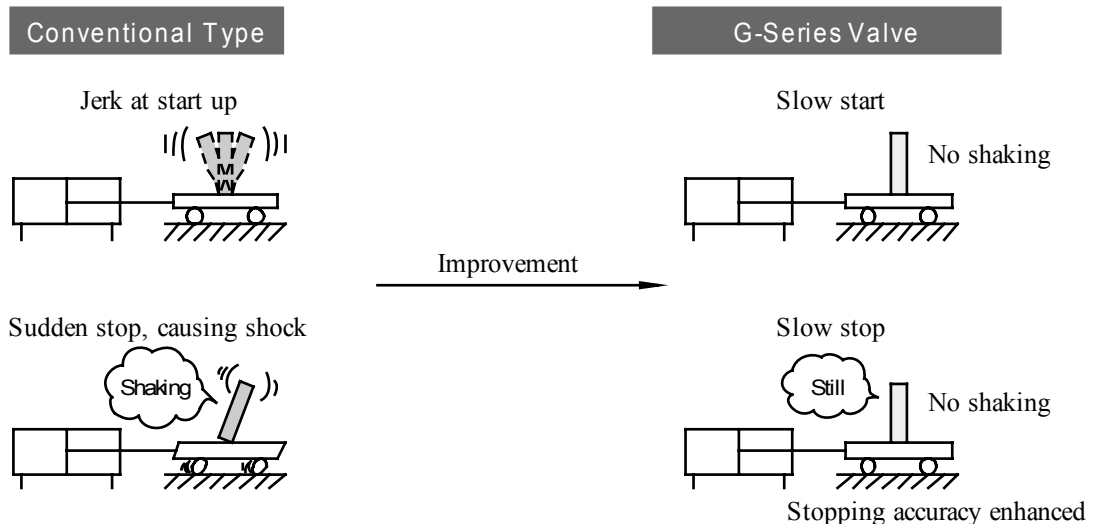 Conventional Type
G-Series Valve
Jerk at start up
Slow start
No shaking
Improvement
Sudden stop, causing shock
Slow stop
Shaking
Still
No shaking
Stopping accuracy enhanced